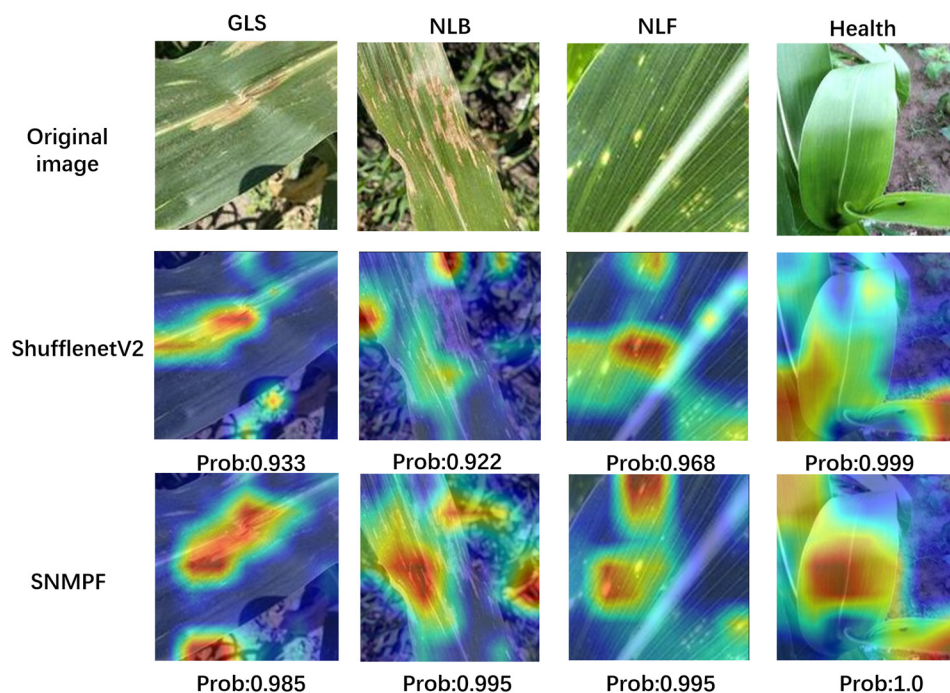 GLS NLB NLF Health
Original
image
ShufflenetV2
Prob:0.933 Prob:0.922 Prob:0.968 Prob:0.999
SNMPF
Prob:0.985 Prob:0.995 Prob:0.995 Prob:1.0